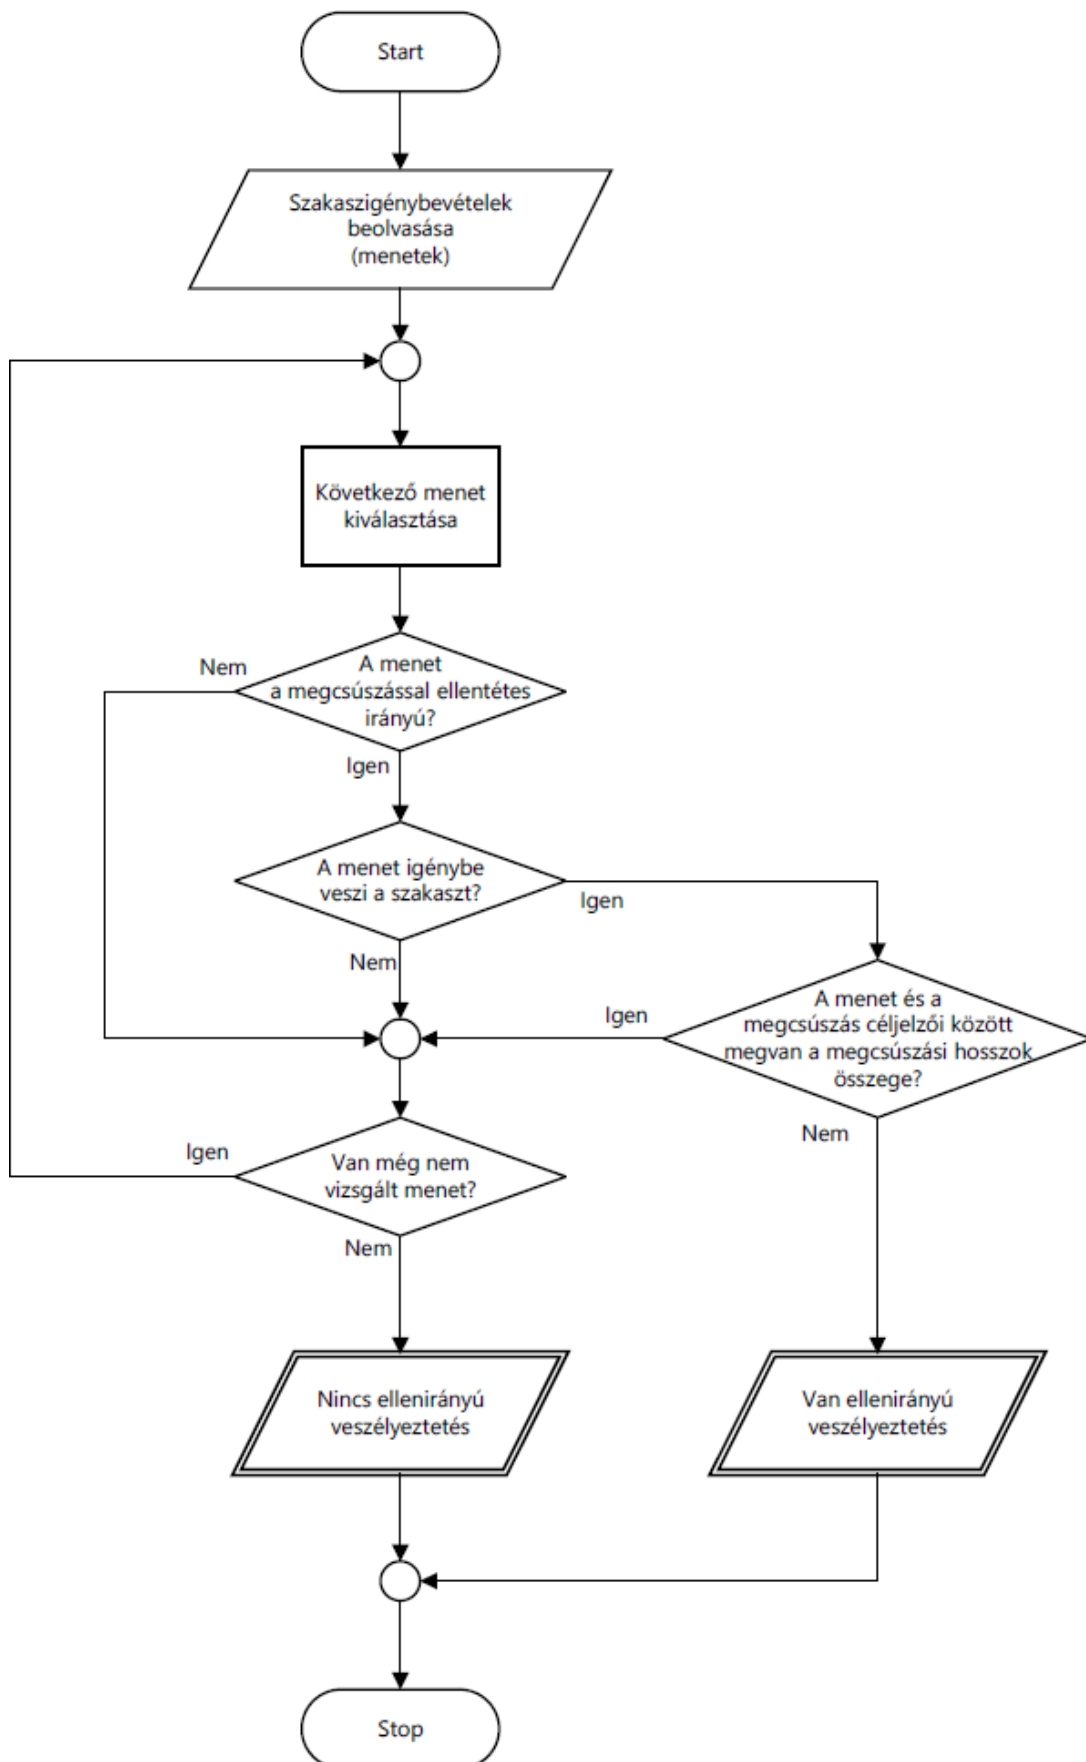 Start
Szakaszigénybevételek
beolvasása
(menetek)
Következő menet
kiválasztása
Nem
A menet
a megcsúszással ellentétes
irányú?
Igen
A menet igénybe
veszi a szakaszt?
Igen
Nem
A menet és a
megcsúszás céljelzői között
megvan a megcsúszási hosszok
összege?
Igen
Nem
Igen
Van még nem
vizsgált menet?
Nem
Nincs ellenirányú
veszélyeztetés
Van ellenirányú
veszélyeztetés
Stop